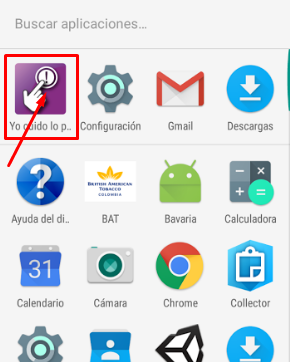 Buscar aplicaciones...
Yo cuido lo p.. Configuración Gmail Descargas
BRITISH AMERICAN
TOBACCO
COLOMBIA
Ayuda del di.. BAT Bavaria Calculadora
31
Calendario Cámara Chrome Collector